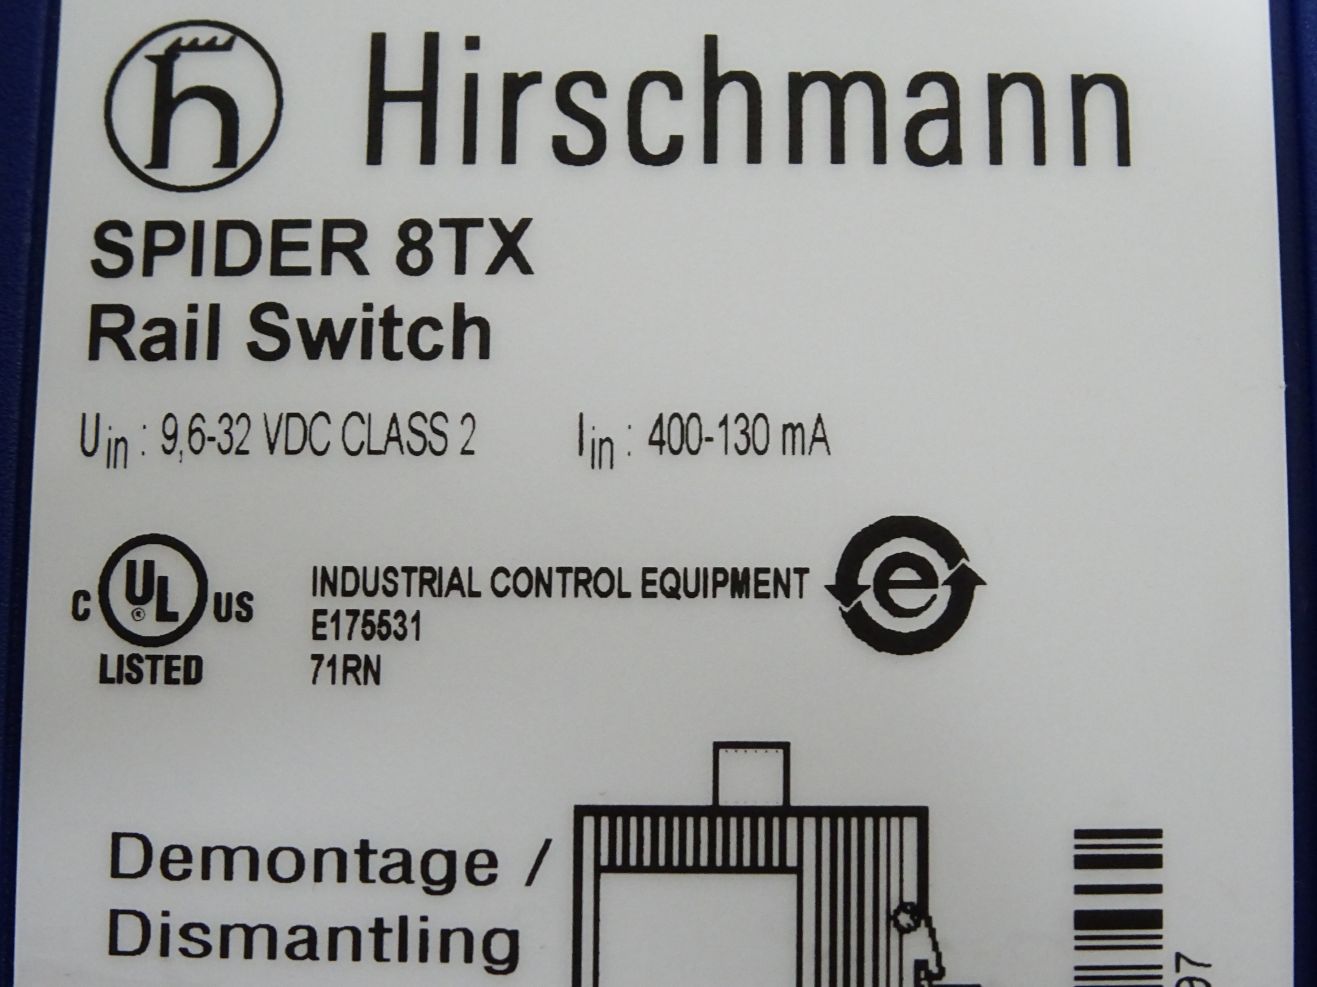 Hirschmann
SPIDER 8TX
Rail Switch
Uin : 9,6-32 VDC CLASS 2 Iin : 400-130 mA
C UL ® US
LISTED
INDUSTRIAL CONTROL EQUIPMENT
E175531
71RN
e
Demontage /
Dismantling
97